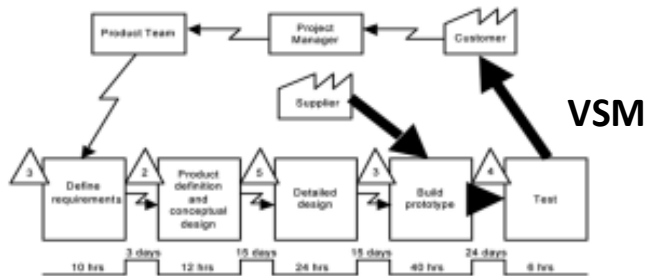 Product Team
Project
Manager
Customer
Supplier
VSM
3
Define
requirements
2
Product
definition
and
conceptual
design
5
Detailed
design
3
Build
prototype
4
Test
10 hrs
3 days
12 hrs
15 days
24 hrs
15 days
40 hrs
24 days
6 hrs